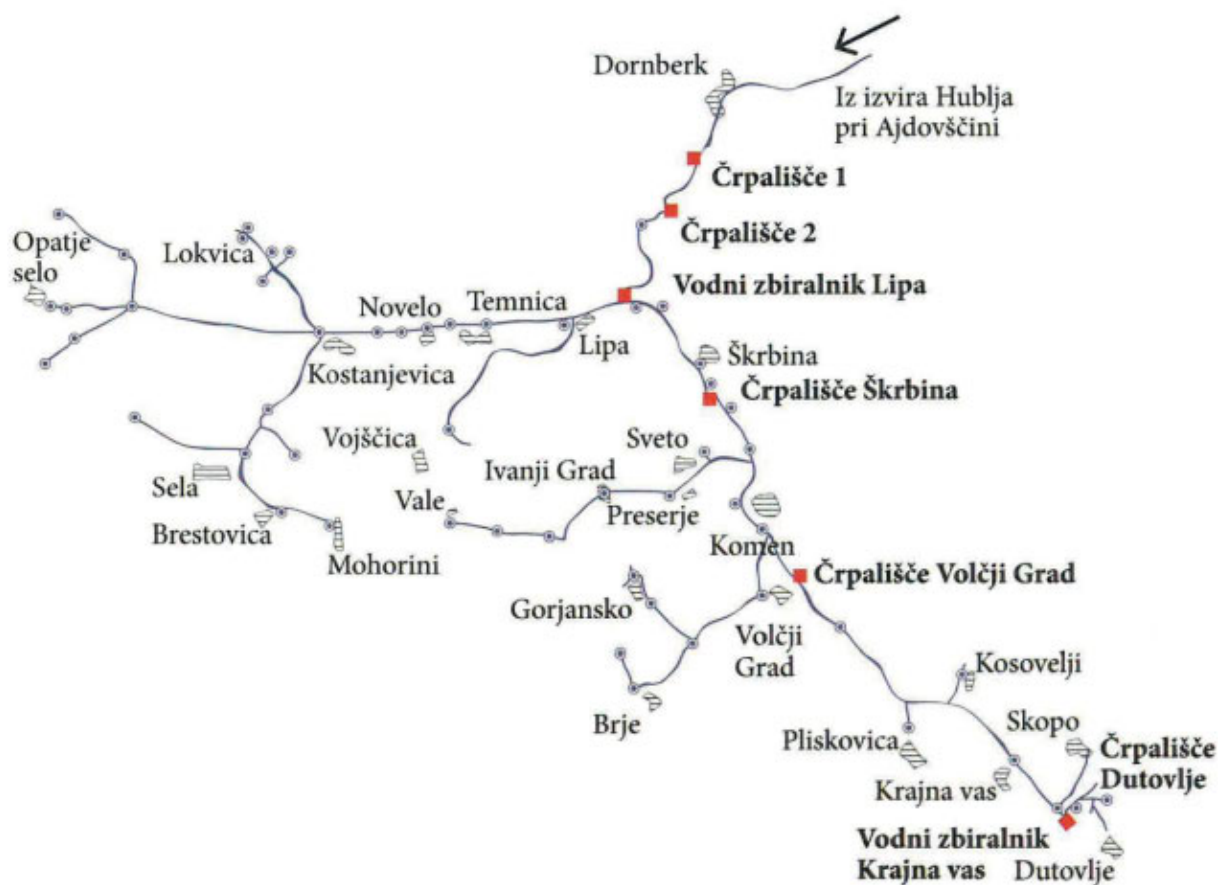 Dornberk
Iz izvira Hublja
pri Ajdovščini
Črpališče 1
Črpališče 2
Opatje
selo
Lokvica
Vodni zbiralnik Lipa
Novelo
Temnica
Lipa
Kostanjevica
Škrbina
Črpališče Škrbina
Vojščica
Sveto
Ivanji Grad
Sela
Vale
Preserje
Brestovica
Mohorini
Komen
Črpališče Volčji Grad
Gorjansko
Volčji
Grad
Kosovelji
Brje
Pliskovica
Skopo
Črpališče
Dutovlje
Krajna vas
Vodni zbiralnik
Krajna vas
Dutovlje